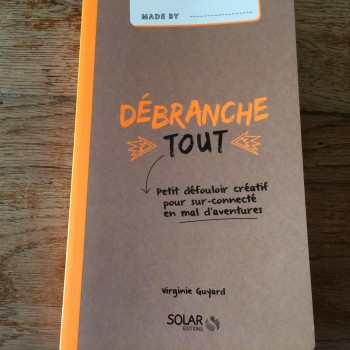 MADE BY
DÉBRANCHE
TOUT
Petit défouloir créatif
pour sur-connecté
en mal d'aventures
Virginie Guyard
SOLAR
ÉDITIONS